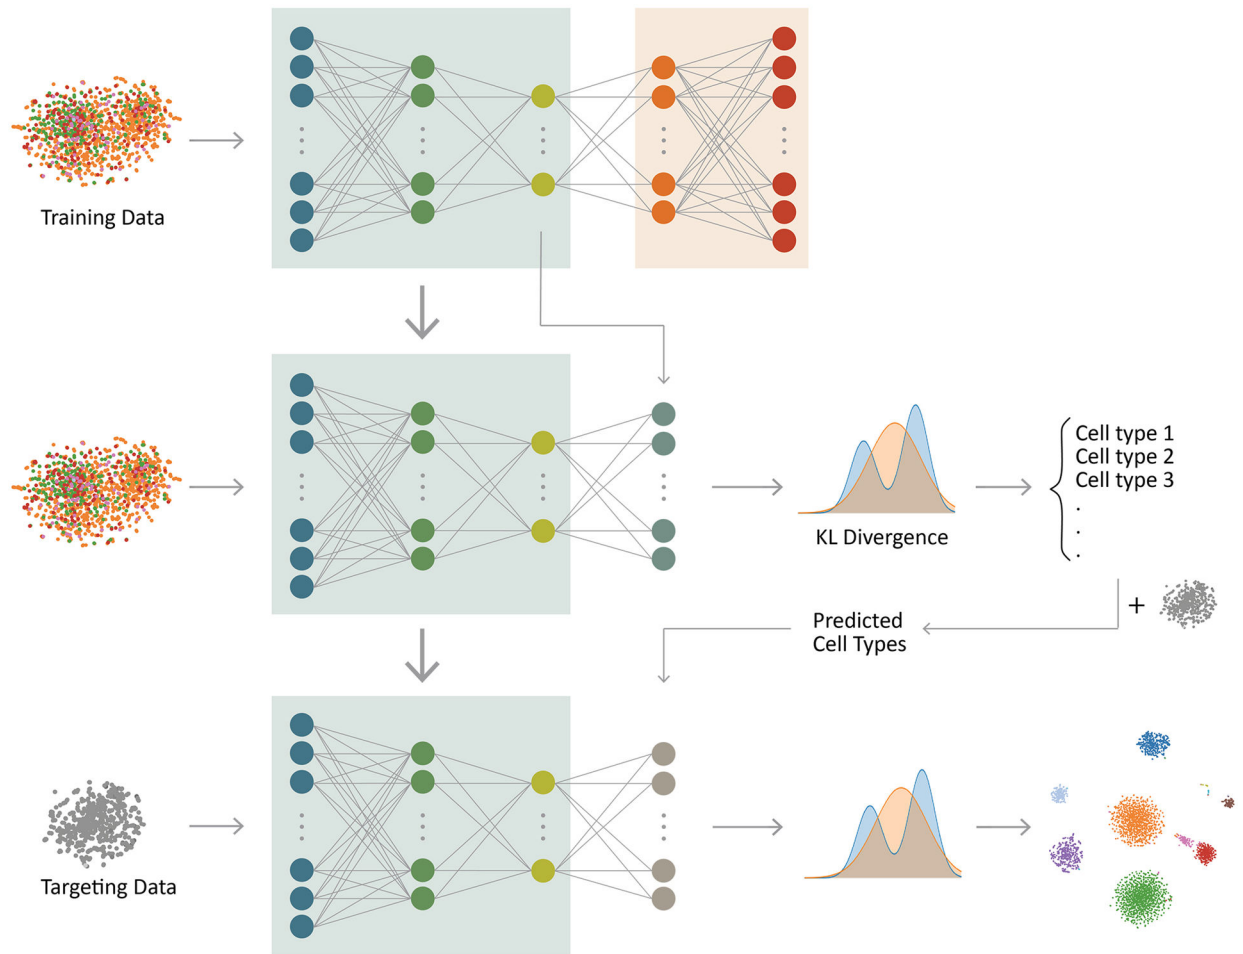 Training Data
Cell type 1
Cell type 2
Cell type 3
.
.
.
KL Divergence
+
Predicted
Cell Types
Targeting Data